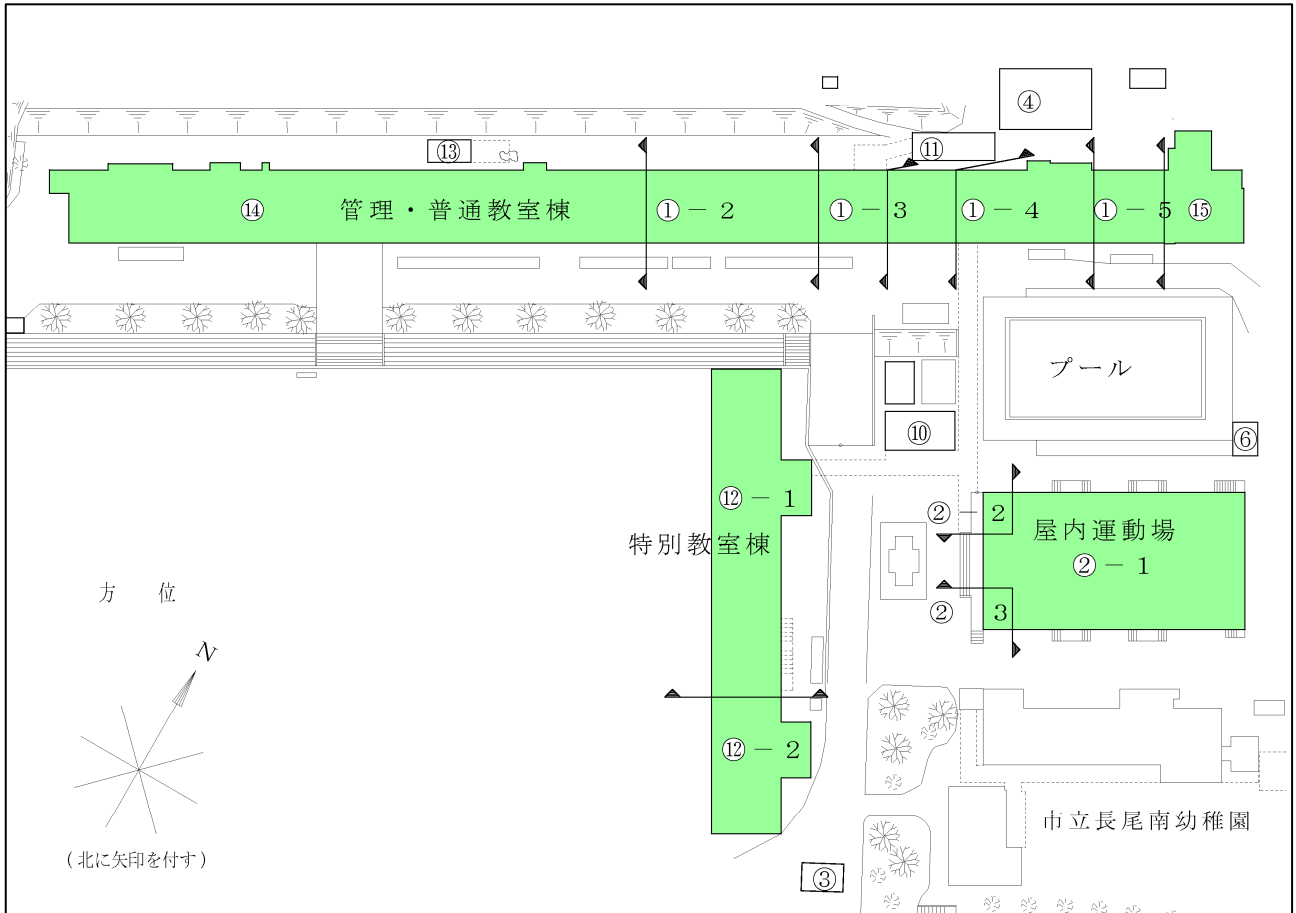 ④
⑪
⑬
⑭ 管理・普通教室棟 ①－2 ①－3 ①－4 ①－5 ⑮
プール
⑩
⑥
⑫－1
②－2
屋内運動場
特別教室棟
②－1
方 位
② 3
N
⑫－2
市立長尾南幼稚園
(北に矢印を付す)
③